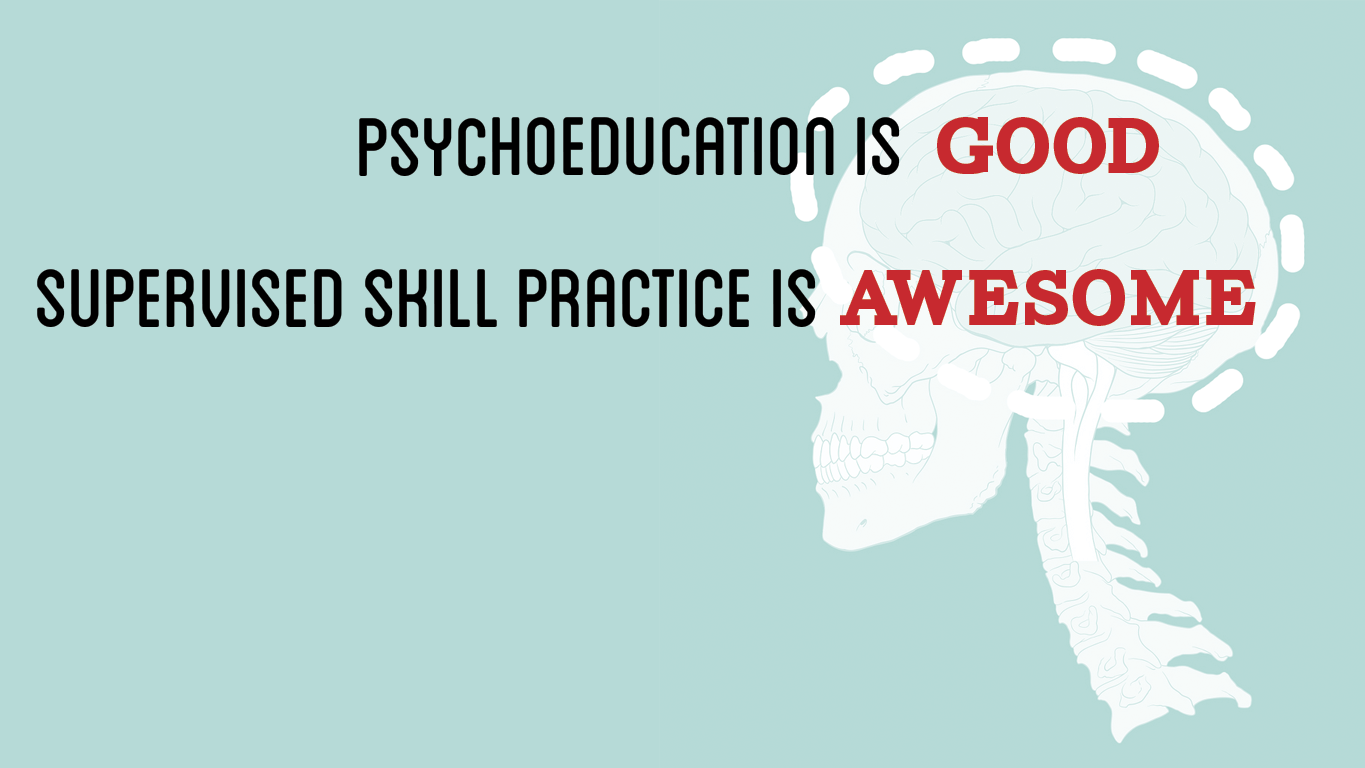 PSYCHOEDUCATION IS GOOD
SUPERVISED SKILL PRACTICE IS AWESOME